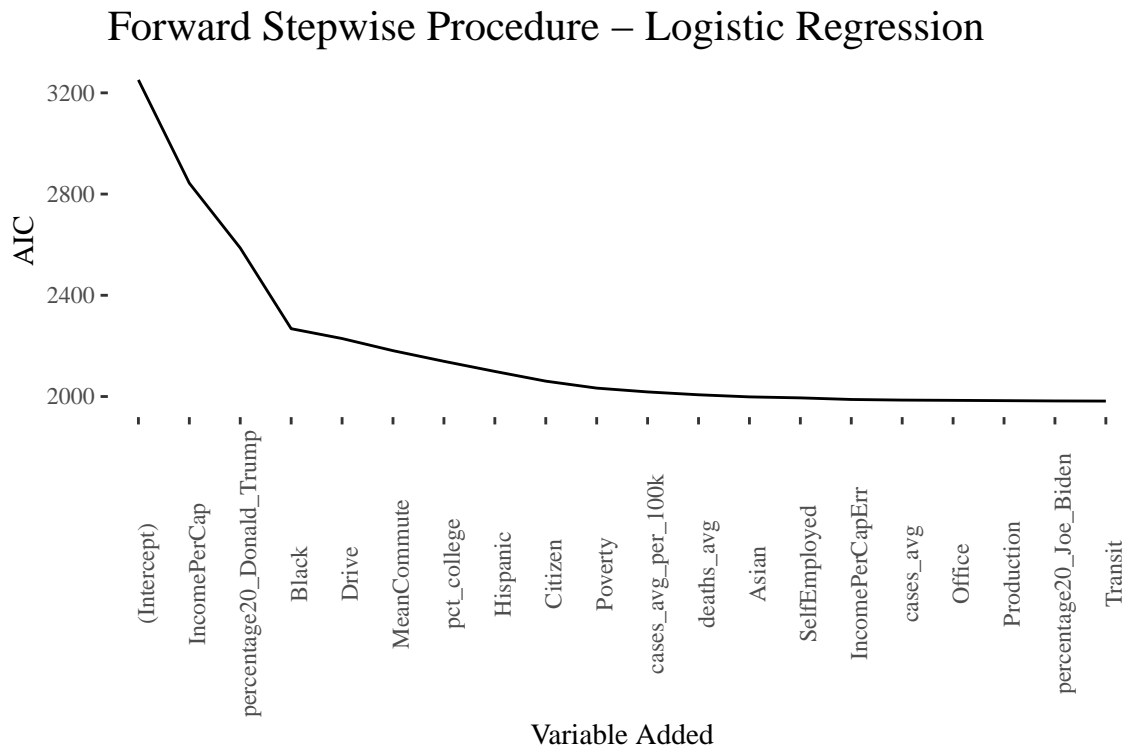 Forward Stepwise Procedure – Logistic Regression
3200
2800
2400
2000
AIC
(Intercept)
IncomePerCap
percentage20_Donald_Trump
Black
Drive
MeanCommute
pct_college
Hispanic
Citizen
Poverty
cases_avg_per_100k
deaths_avg
Asian
SelfEmployed
IncomePerCapErr
cases_avg
Office
Production
percentage20_Joe_Biden
Transit
Variable Added